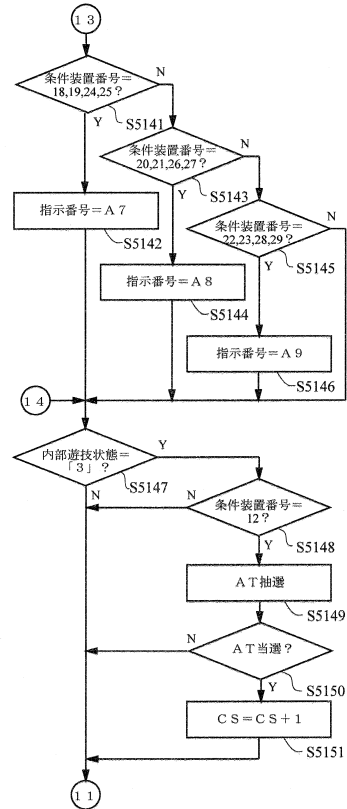 13
条件装置番号＝
18,19,24,25？
N
Y
S5141
条件装置番号＝
20,21,26,27？
N
Y
S5143
指示番号＝Ａ７
S5142
条件装置番号＝
22,23,28,29？
N
Y
S5145
指示番号＝Ａ８
S5144
指示番号＝Ａ９
S5146
14
内部遊技状態＝
「３」？
Y
N
S5147
条件装置番号＝
12？
N
Y
S5148
ＡＴ抽選
S5149
ＡＴ当選？
N
Y
S5150
ＣＳ＝ＣＳ＋１
S5151
11